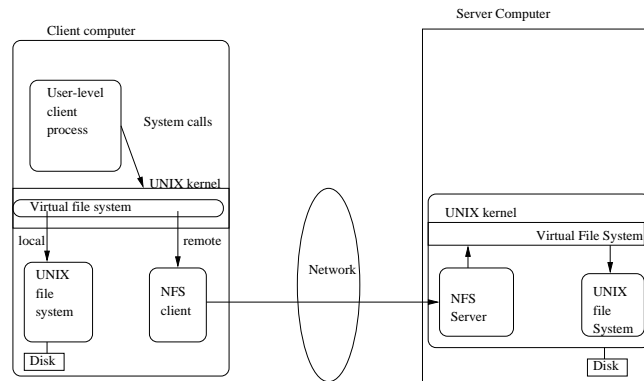 Client computer
Server Computer
User-level
client
process
System calls
UNIX kernel
Virtual file system
local
remote
UNIX
file
system
NFS
client
Disk
Network
UNIX kernel
Virtual File System
NFS
Server
UNIX
file
System
Disk